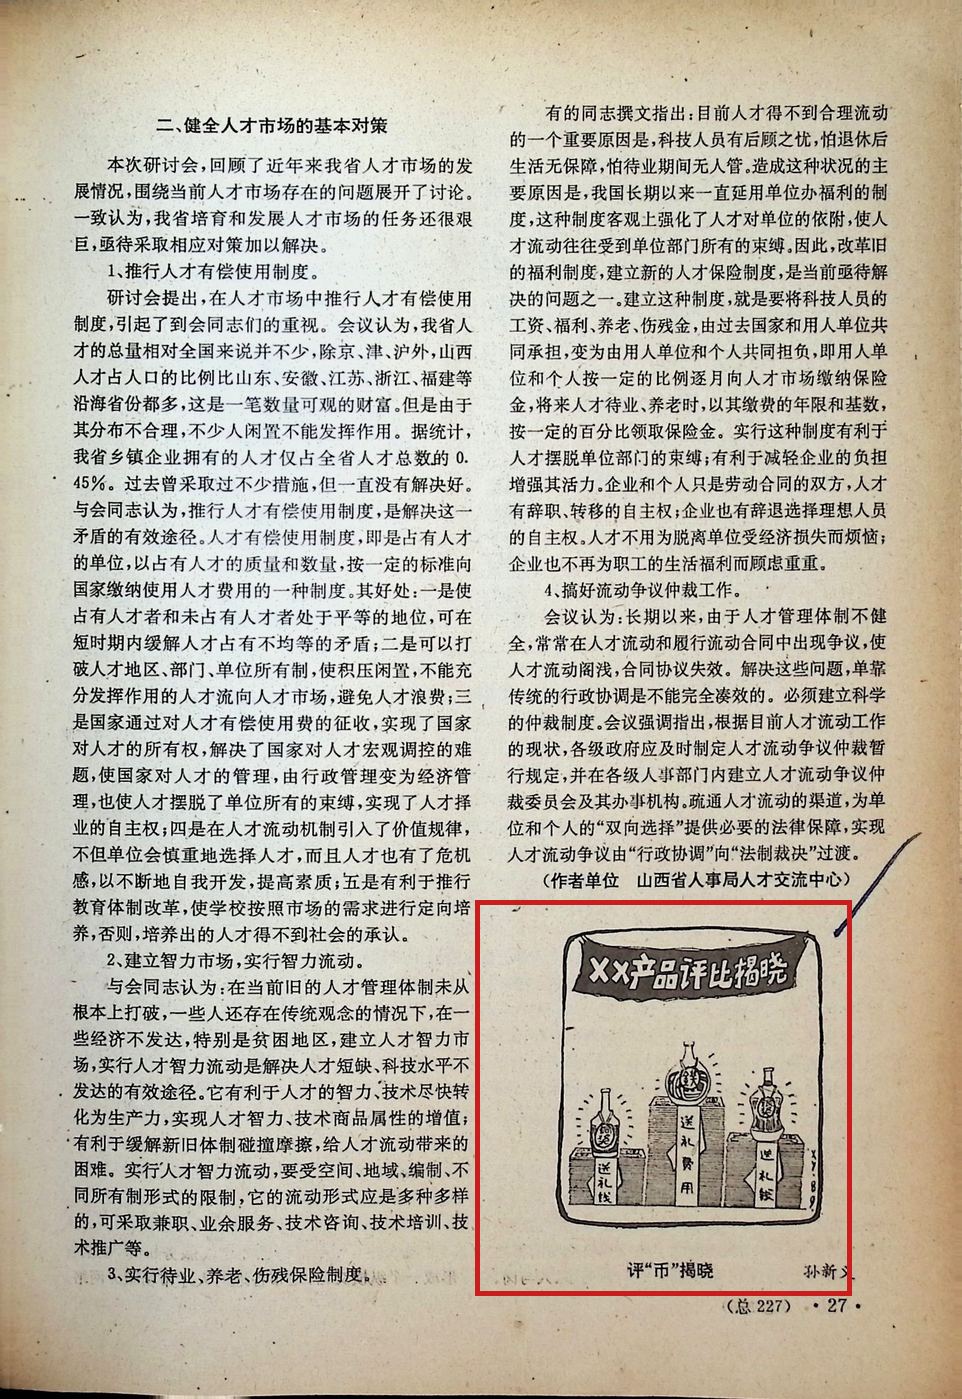 二、健全人才市场的基本对策
本次研讨会，回顾了近年来我省人才市场的发
展情况，围绕当前人才市场存在的问题展开了讨论。
一致认为，我省培育和发展人才市场的任务还很艰
巨，亟待采取相应对策加以解决。
1、推行人才有偿使用制度。
研讨会提出，在人才市场中推行人才有偿使用
制度，引起了到会同志们的重视。会议认为，我省人
才的总量相对全国来说并不少，除京、津、沪外，山西
人才占人口的比例比山东、安徽、江苏、浙江、福建等
沿海省份都多，这是一笔数量可观的财富。但是由于
其分布不合理，不少人闲置不能发挥作用。据统计，
我省乡镇企业拥有的人才仅占全省人才总数的0.
45%。过去曾采取过不少措施，但一直没有解决好。
与会同志认为，推行人才有偿使用制度，是解决这一
矛盾的有效途径。人才有偿使用制度，即是占有人才
的单位，以占有人才的质量和数量，按一定的标准向
国家缴纳使用人才费用的一种制度。其好处：一是使
占有人才者和未占有人才者处于平等的地位，可在
短时期内缓解人才占有不均等的矛盾；二是可以打
破人才地区、部门、单位所有制，使积压闲置，不能充
分发挥作用的人才流向人才市场，避免人才浪费；三
是国家通过对人才有偿使用费的征收，实现了国家
对人才的所有权，解决了国家对人才宏观调控的难
题，使国家对人才的管理，由行政管理变为经济管
理，也使人才摆脱了单位所有的束缚，实现了人才择
业的自主权；四是在人才流动机制引入了价值规律，
不但单位会慎重地选择人才，而且人才也有了危机
感，以不断地自我开发，提高素质；五是有利于推行
教育体制改革，使学校按照市场的需求进行定向培
养，否则，培养出的人才得不到社会的承认。
2、建立智力市场，实行智力流动。
与会同志认为：在当前旧的人才管理体制未从
根本上打破，一些人还存在传统观念的情况下，在一
些经济不发达，特别是贫困地区，建立人才智力市
场，实行人才智力流动是解决人才短缺、科技水平不
发达的有效途径。它有利于人才的智力、技术尽快转
化为生产力，实现人才智力、技术商品属性的增值；
有利于缓解新旧体制碰撞摩擦，给人才流动带来的
困难。实行人才智力流动，要受空间、地域、编制、不
同所有制形式的限制，它的流动形式应是多种多样
的，可采取兼职、业余服务、技术咨询、技术培训、技
术推广等。
3、实行待业、养老、伤残保险制度。
有的同志撰文指出：目前人才得不到合理流动
的一个重要原因是，科技人员有后顾之忧，怕退休后
生活无保障，怕待业期间无人管。造成这种状况的主
要原因是，我国长期以来一直延用单位办福利的制
度，这种制度客观上强化了人才对单位的依附，使人
才流动往往受到单位部门所有的束缚。因此，改革旧
的福利制度，建立新的人才保险制度，是当前亟待解
决的问题之一。建立这种制度，就是要将科技人员的
工资、福利、养老、伤残金，由过去国家和用人单位共
同承担，变为由用人单位和个人共同担负，即用人单
位和个人按一定的比例逐月向人才市场缴纳保险
金，将来人才待业、养老时，以其缴费的年限和基数，
按一定的百分比领取保险金。实行这种制度有利于
人才摆脱单位部门的束缚；有利于减轻企业的负担
增强其活力。企业和个人只是劳动合同的双方，人才
有辞职、转移的自主权；企业也有辞退选择理想人员
的自主权。人才不用为脱离单位受经济损失而烦恼；
企业也不再为职工的生活福利而顾虑重重。
4、搞好流动争议仲裁工作。
会议认为：长期以来，由于人才管理体制不健
全，常常在人才流动和履行流动合同中出现争议，使
人才流动阁浅，合同协议失效。解决这些问题，单靠
传统的行政协调是不能完全凑效的。必须建立科学
的仲裁制度。会议强调指出，根据目前人才流动工作
的现状，各级政府应及时制定人才流动争议仲裁暂
行规定，并在各级人事部门内建立人才流动争议仲
裁委员会及其办事机构。疏通人才流动的渠道，为单
位和个人的“双向选择”提供必要的法律保障，实现
人才流动争议由“行政协调”向“法制裁决”过渡。
（作者单位　山西省人事局人才交流中心）
XX产品评比揭晓
送礼费用
送礼钱
送礼钱
评“币”揭晓
孙新义
（总227）·27·